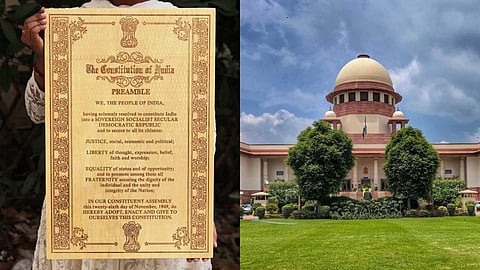 The Constitution of India
PREAMBLE
WE, THE PEOPLE OF INDIA,
having solemnly resolved to constitute India
into a SOVEREIGN SOCIALIST SECULAR
DEMOCRATIC REPUBLIC
and to secure to all its citizens:
JUSTICE, social, economic and political;
LIBERTY of thought, expression, belief,
faith and worship;
EQUALITY of status and of opportunity;
and to promote among them all
FRATERNITY assuring the dignity of the
individual and the unity and
integrity of the Nation;
IN OUR CONSTITUENT ASSEMBLY
this twenty-sixth day of November, 1949, do
HEREBY ADOPT, ENACT AND GIVE TO
OURSELVES THIS CONSTITUTION.